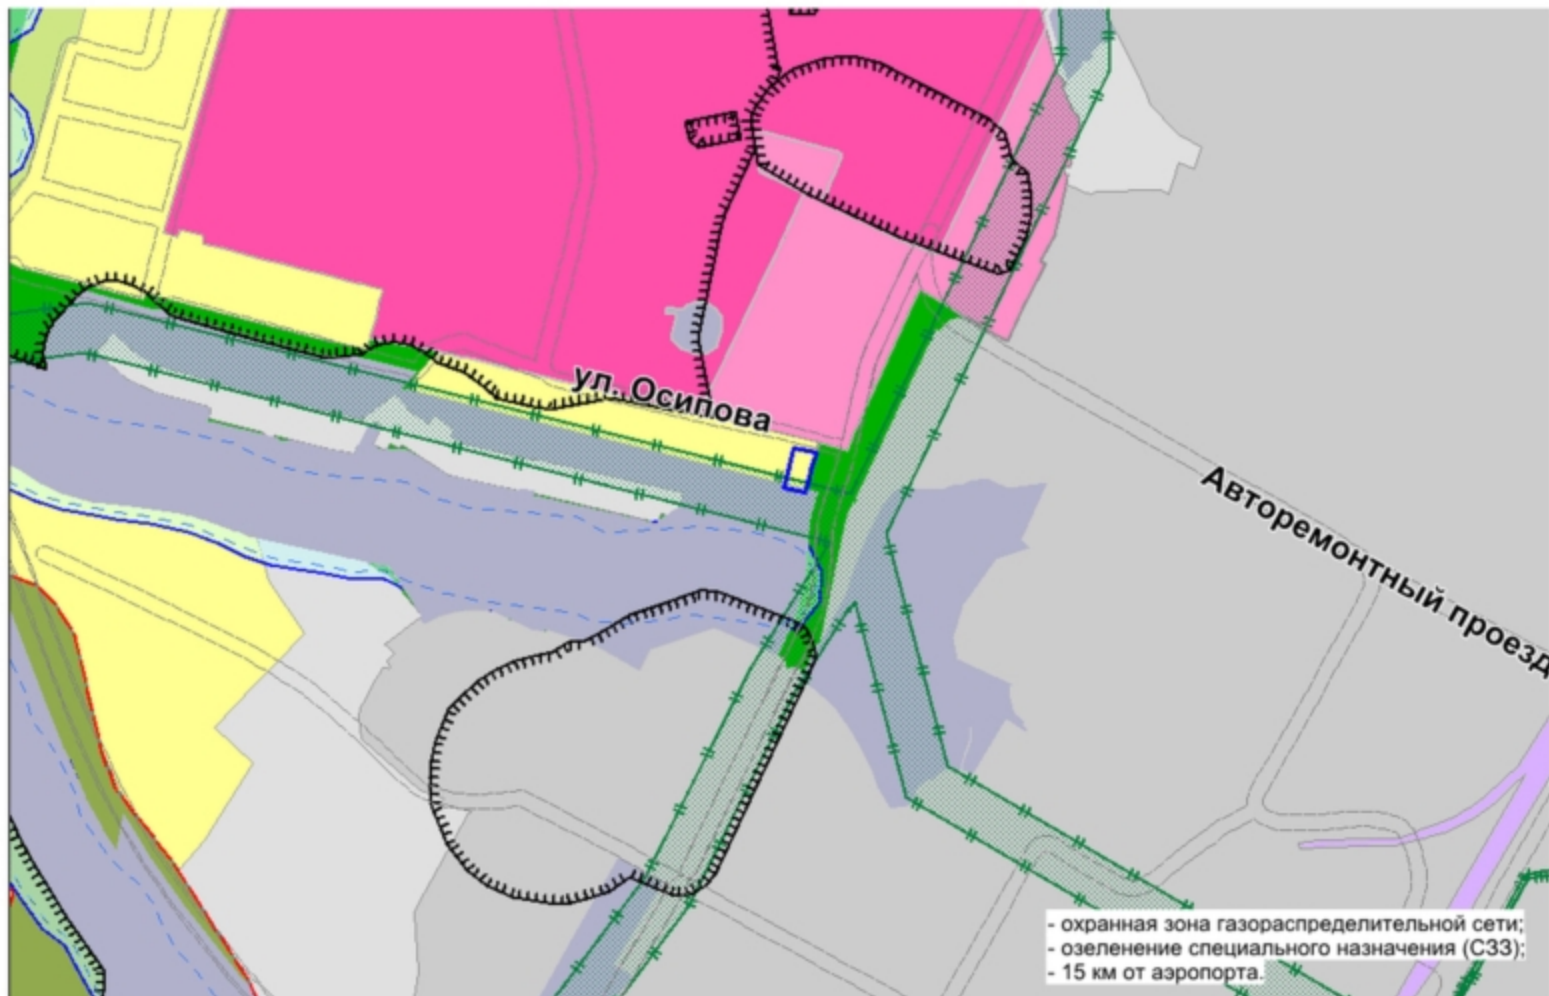 ул. Осипова
Авторемонтный проезд
- охранная зона газораспределительной сети;
- озеленение специального назначения (СЗЗ);
- 15 км от аэропорта.